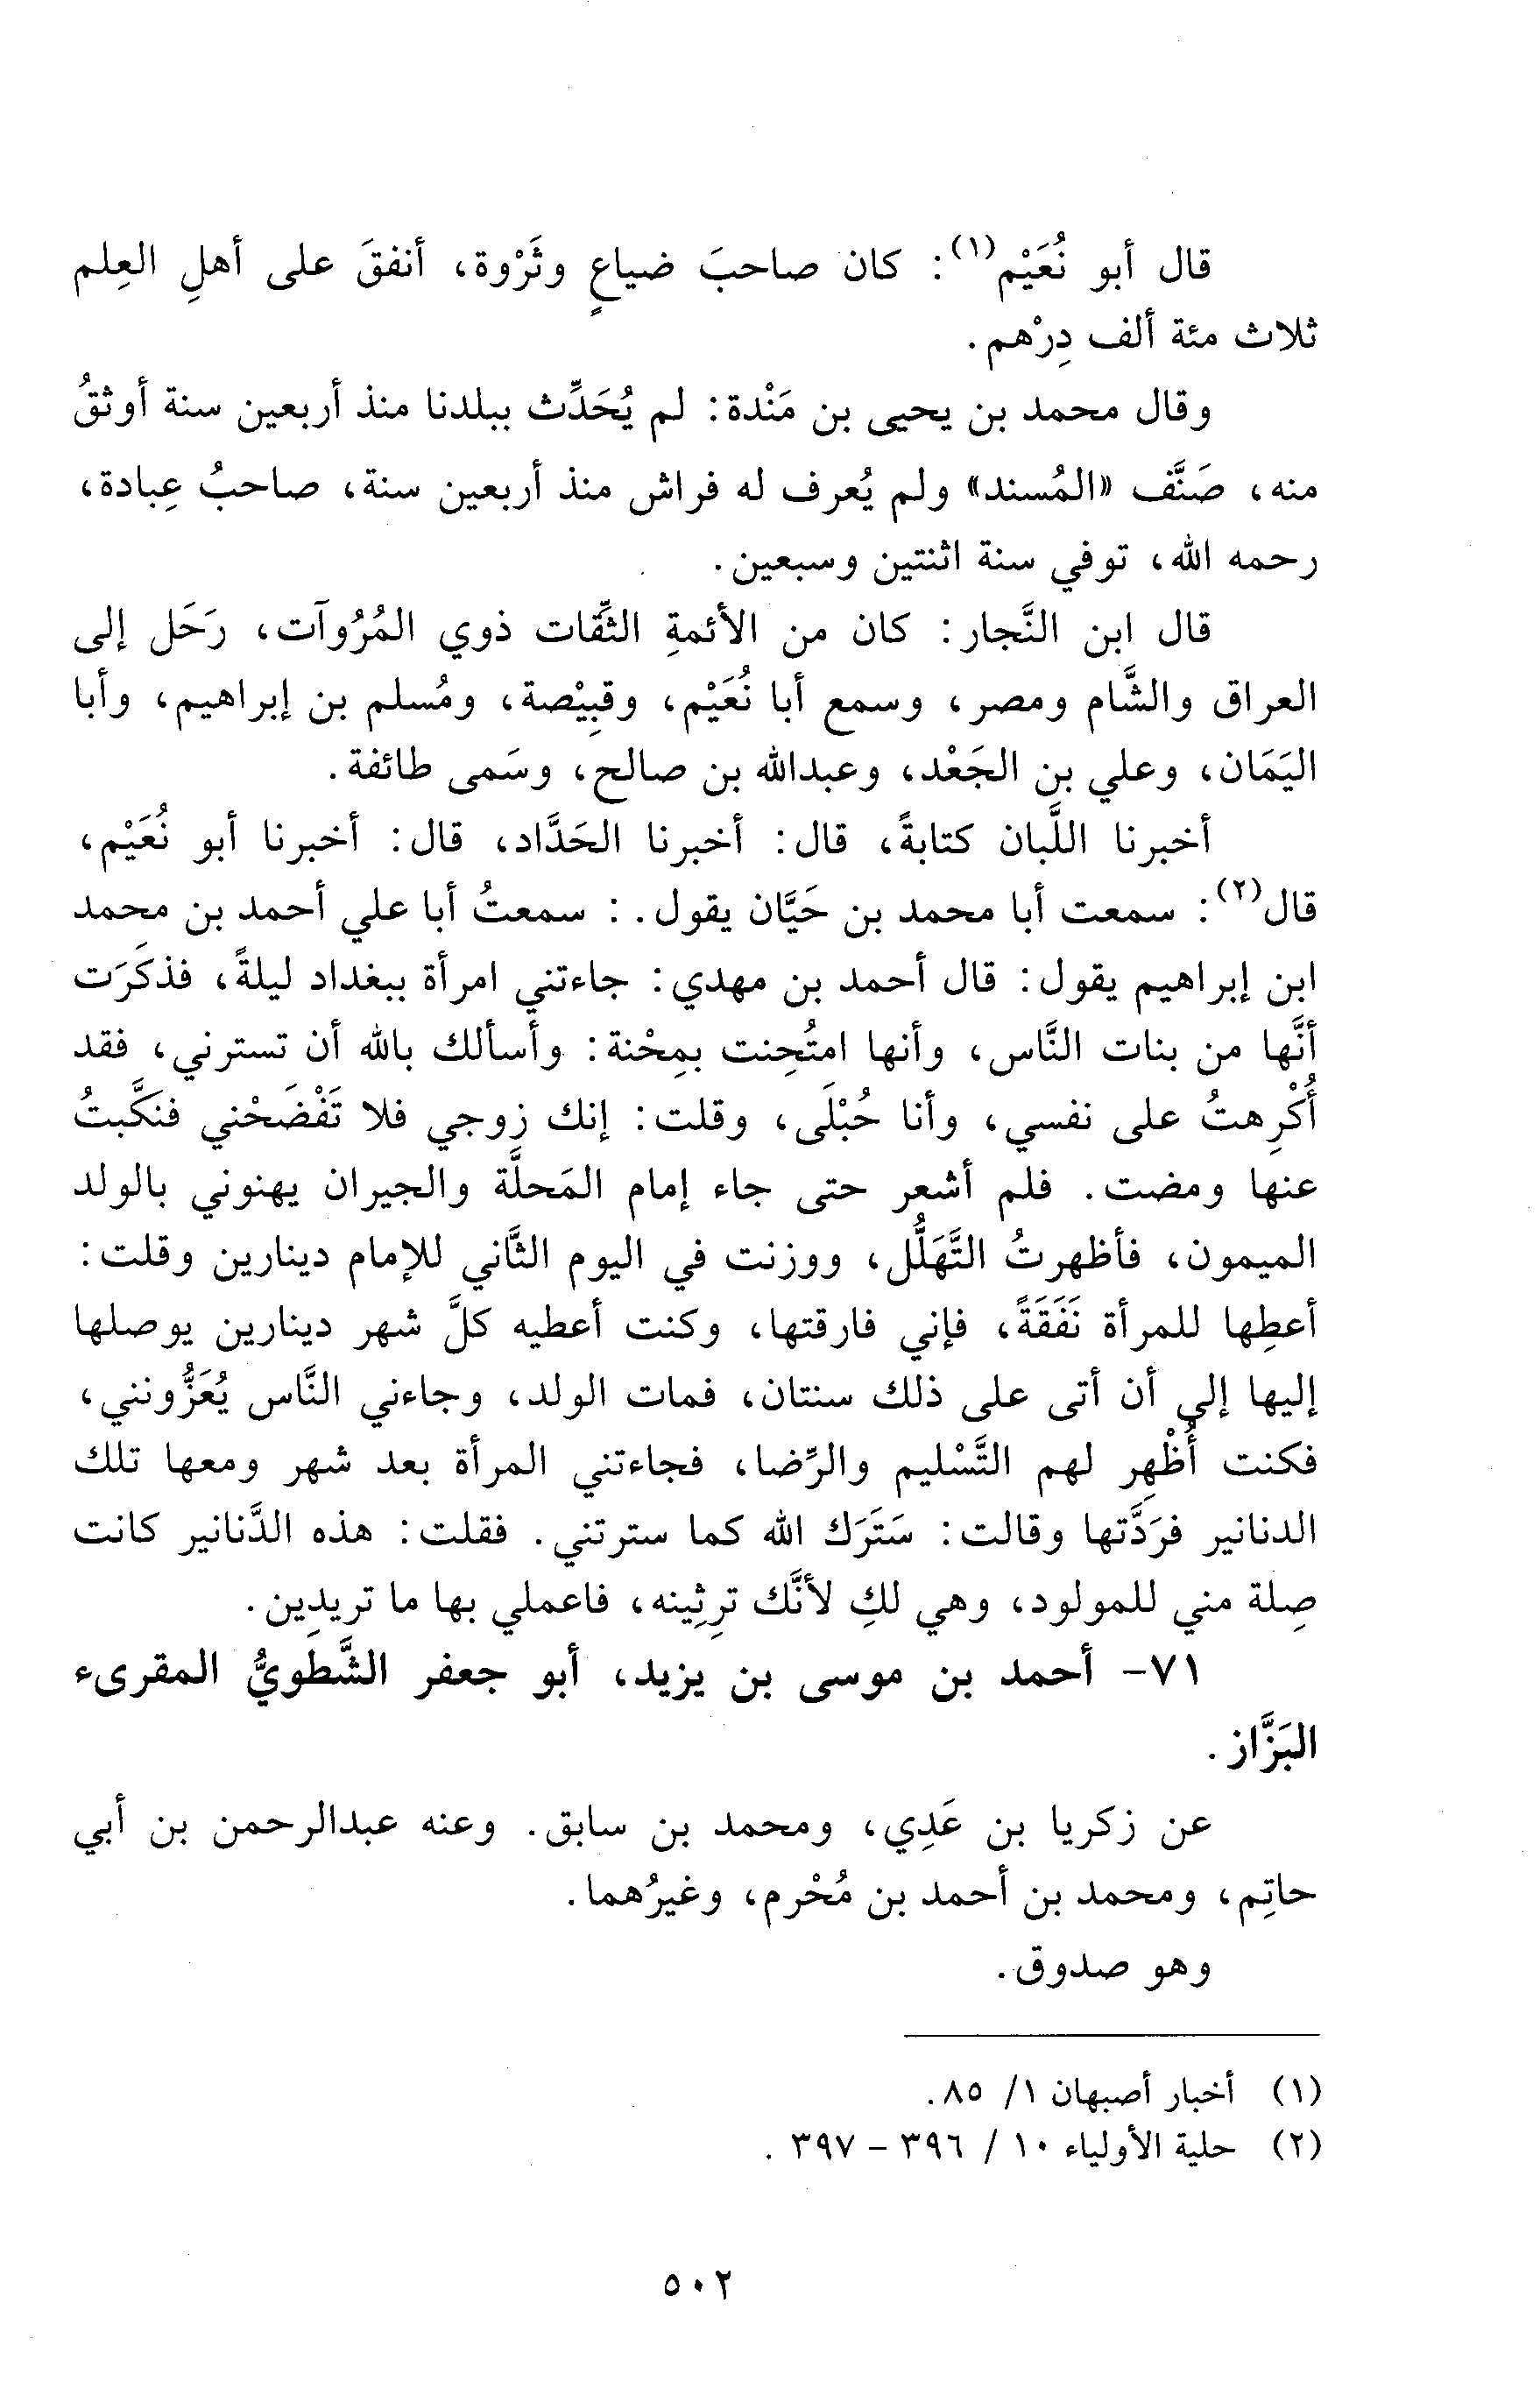 قال أبو نُعَيْم(١): كان صاحبَ ضياعٍ وثَرْوة، أنفقَ على أهلِ العِلم
ثلاث مئة ألف دِرْهم.
وقال محمد بن يحيى بن مَنْدة: لم يُحَدِّث ببلدنا منذ أربعين سنة أوثقُ
منه، صَنَّف «المُسند» ولم يُعرف له فراش منذ أربعين سنة، صاحبُ عِبادة،
رحمه الله، توفي سنة اثنتين وسبعين.
قال ابن النَّجار: كان من الأئمةِ الثِّقات ذوي المُرُوآت، رَحَل إلى
العراق والشَّام ومصر، وسمع أبا نُعَيْم، وقبِيْصة، ومُسلم بن إبراهيم، وأبا
اليَمَان، وعلي بن الجَعْد، وعبدالله بن صالح، وسَمى طائفة.
أخبرنا اللَّبان كتابةً، قال: أخبرنا الحَدَّاد، قال: أخبرنا أبو نُعَيْم،
قال(٢): سمعت أبا محمد بن حَيَّان يقول. : سمعتُ أبا علي أحمد بن محمد
ابن إبراهيم يقول: قال أحمد بن مهدي: جاءتني امرأة ببغداد ليلةً، فذكَرَت
أنَّها من بنات النَّاس، وأنها امتُحِنت بمِحْنة: وأسألك بالله أن تسترني، فقد
أُكْرِهتُ على نفسي، وأنا حُبْلَى، وقلت: إنك زوجي فلا تَفْضَحْني فنكَّبتُ
عنها ومضت. فلم أشعر حتى جاء إمام المَحلَّة والجيران يهنوني بالولد
الميمون، فأظهرتُ التَّهَلُّل، ووزنت في اليوم الثَّاني للإمام دينارين وقلت:
أعطِها للمرأة نَفَقَةً، فإني فارقتها، وكنت أعطيه كلَّ شهر دينارين يوصلها
إليها إلى أن أتى على ذلك سنتان، فمات الولد، وجاءني النَّاس يُعَزُّونني،
فكنت أُظْهِر لهم التَّسْليم والرِّضا، فجاءتني المرأة بعد شهر ومعها تلك
الدنانير فرَدَّتها وقالت: سَتَرَك الله كما سترتني. فقلت: هذه الدَّنانير كانت
صِلة مني للمولود، وهي لكِ لأنَّك ترِثِينه، فاعملي بها ما تريدِين.
٧١- أحمد بن موسى بن يزيد، أبو جعفر الشَّطَويُّ المقرىء
البَزَّاز.
عن زكريا بن عَدِي، ومحمد بن سابق. وعنه عبدالرحمن بن أبي
حاتِم، ومحمد بن أحمد بن مُحْرم، وغيرُهما.
وهو صدوق.
(١) أخبار أصبهان ١/ ٨٥.
(٢) حلية الأولياء ١٠ / ٣٩٦ - ٣٩٧ .
٥٠٢